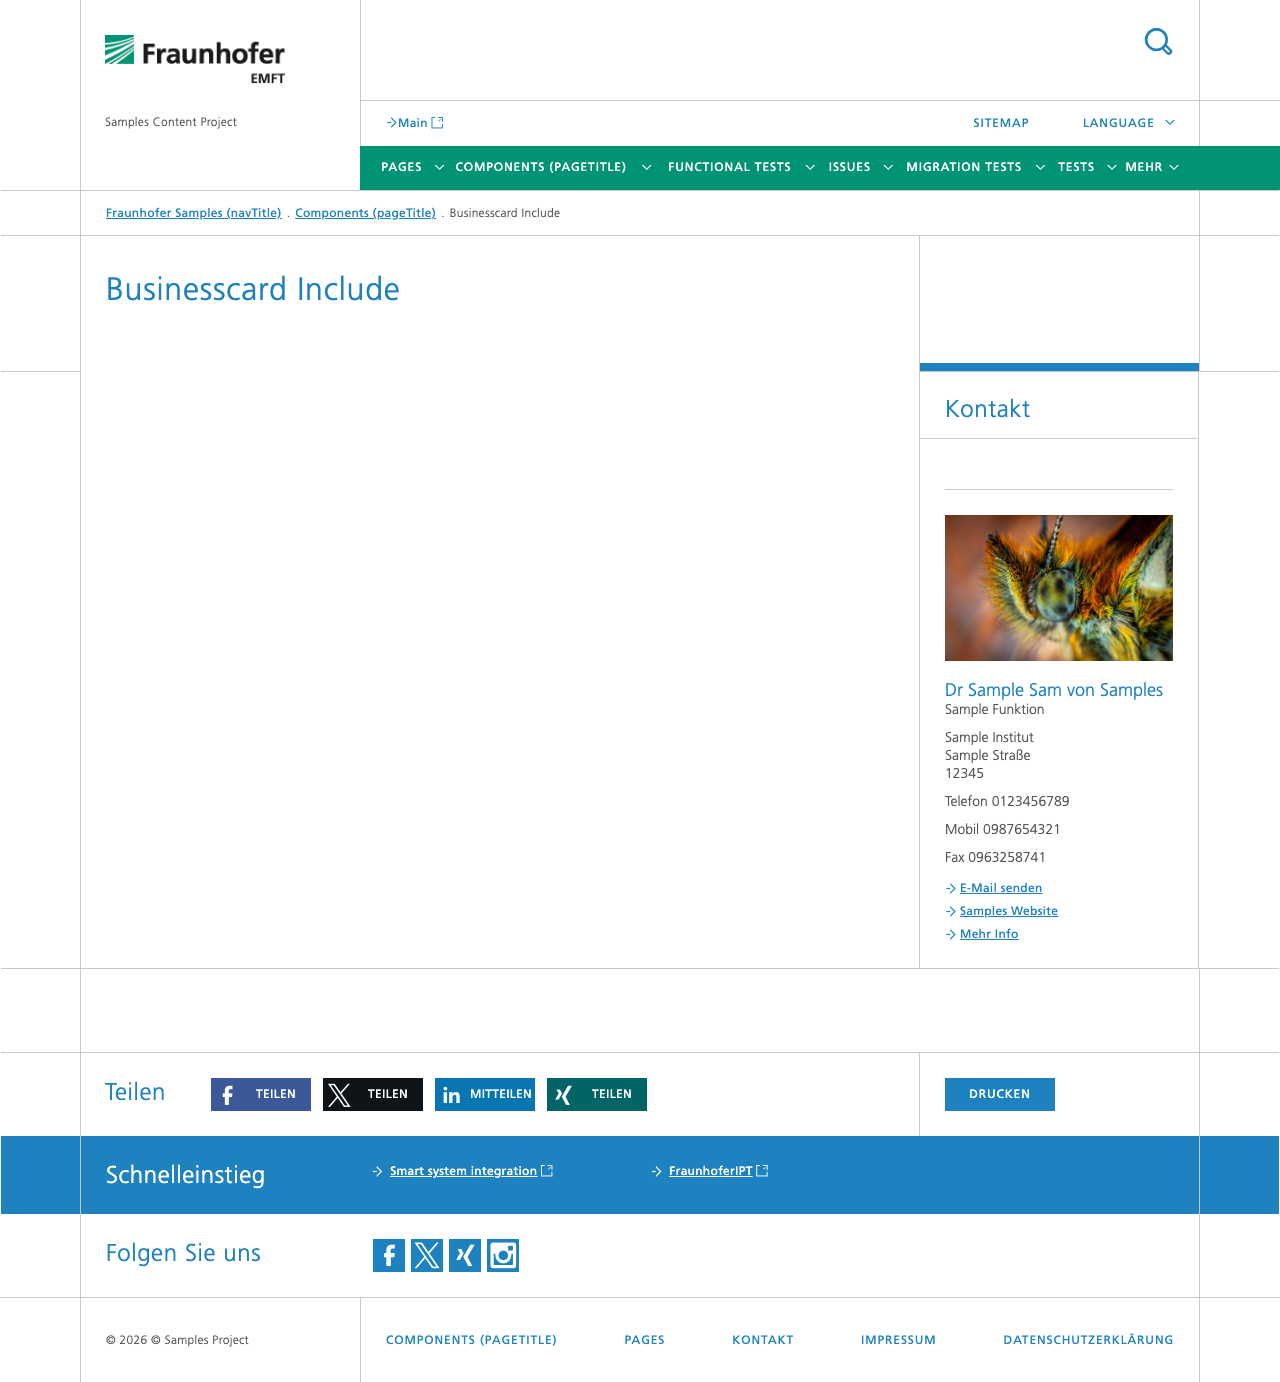 Fraunhofer
EMFT
Samples Content Project
Main
SITEMAP
LANGUAGE
PAGES
COMPONENTS (PAGETITLE)
FUNCTIONAL TESTS
ISSUES
MIGRATION TESTS
TESTS
MEHR
Fraunhofer Samples (navTitle) . Components (pageTitle) . Businesscard Include
Businesscard Include
Kontakt
Dr Sample Sam von Samples
Sample Funktion
Sample Institut
Sample Straße
12345
Telefon 0123456789
Mobil 0987654321
Fax 0963258741
E-Mail senden
Samples Website
Mehr Info
Teilen
TEILEN
TEILEN
MITTEILEN
TEILEN
DRUCKEN
Schnelleinstieg
Smart system integration
FraunhoferIPT
Folgen Sie uns
© 2026 © Samples Project
COMPONENTS (PAGETITLE)
PAGES
KONTAKT
IMPRESSUM
DATENSCHUTZERKLÄRUNG